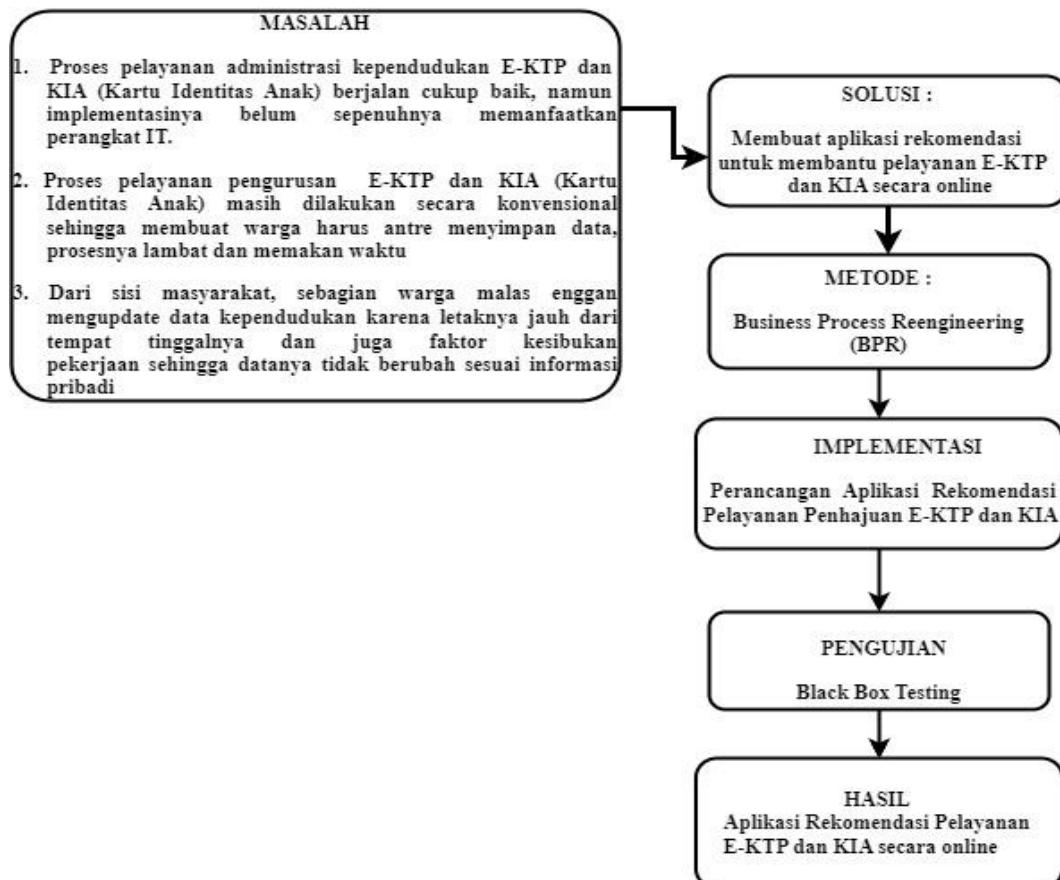 MASALAH
1. Proses pelayanan administrasi kependudukan E-KTP dan
KIA (Kartu Identitas Anak) berjalan cukup baik, namun
implementasinya belum sepenuhnya memanfaatkan
perangkat IT.
2. Proses pelayanan pengurusan E-KTP dan KIA (Kartu
Identitas Anak) masih dilakukan secara konvensional
sehingga membuat warga harus antre menyimpan data,
prosesnya lambat dan memakan waktu
3. Dari sisi masyarakat, sebagian warga malas enggan
mengupdate data kependudukan karena letaknya jauh dari
tempat tinggalnya dan juga faktor kesibukan
pekerjaan sehingga datanya tidak berubah sesuai informasi
pribadi
SOLUSI :
Membuat aplikasi rekomendasi
untuk membantu pelayanan E-KTP
dan KIA secara online
METODE :
Business Process Reengineering
(BPR)
IMPLEMENTASI
Perancangan Aplikasi Rekomendasi
Pelayanan Penhajuan E-KTP dan KIA
PENGUJIAN
Black Box Testing
HASIL
Aplikasi Rekomendasi Pelayanan
E-KTP dan KIA secara online